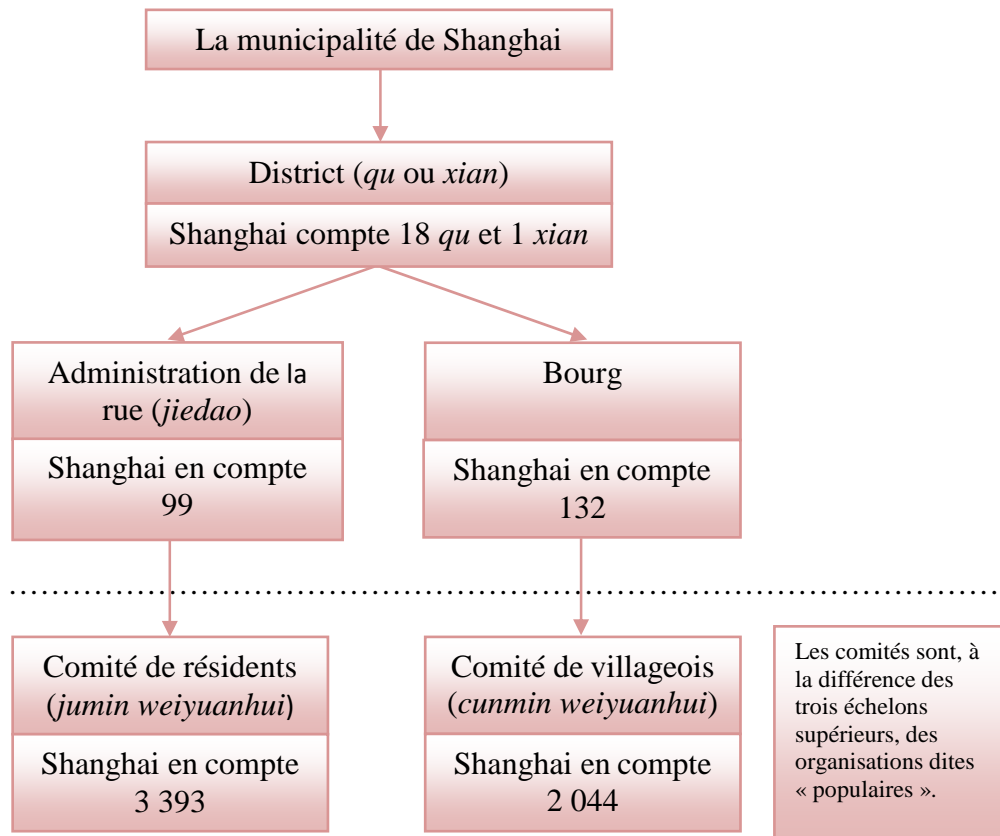 La municipalité de Shanghai
District (qu ou xian)
Shanghai compte 18 qu et 1 xian
Administration de la
rue (jiedao)
Shanghai en compte
99
Bourg
Shanghai en compte
132
Comité de résidents
(jumin weiyuanhui)
Shanghai en compte
3 393
Comité de villageois
(cunmin weiyuanhui)
Shanghai en compte
2 044
Les comités sont, à
la différence des
trois échelons
supérieurs, des
organisations dites
« populaires ».